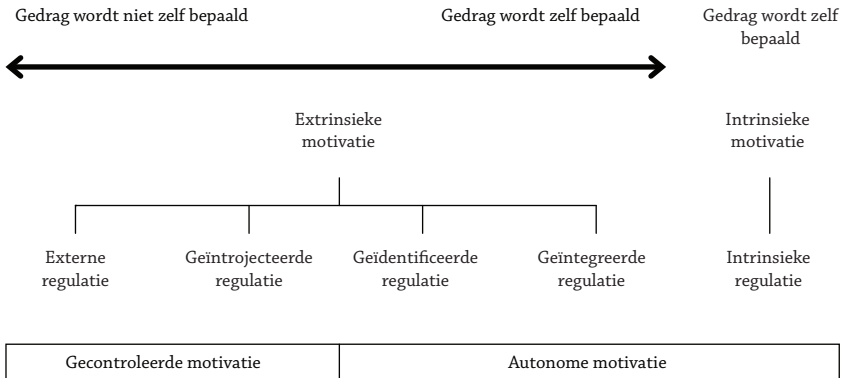 Gedrag wordt niet zelf bepaald
Gedrag wordt zelf bepaald
Gedrag wordt zelf
bepaald
Extrinsieke
motivatie
Intrinsieke
motivatie
Externe
regulatie
Geïntrojecteerde
regulatie
Geïdentificeerde
regulatie
Geïntegreerde
regulatie
Intrinsieke
regulatie
Gecontroleerde motivatie
Autonome motivatie